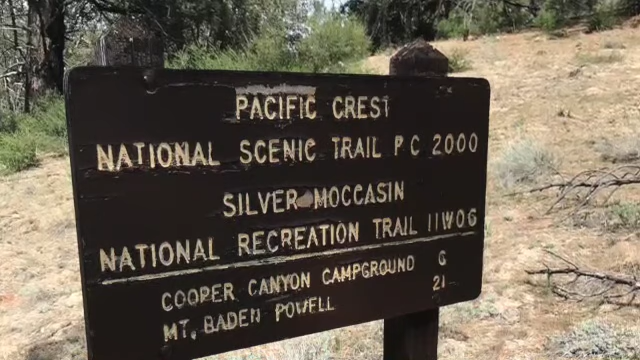 PACIFIC CREST
NATIONAL SCENIC TRAIL P C 2000
SILVER MOCCASIN
NATIONAL RECREATION TRAIL 11W06
COOPER CANYON CAMPGROUND 6
MT. BADEN POWELL 21